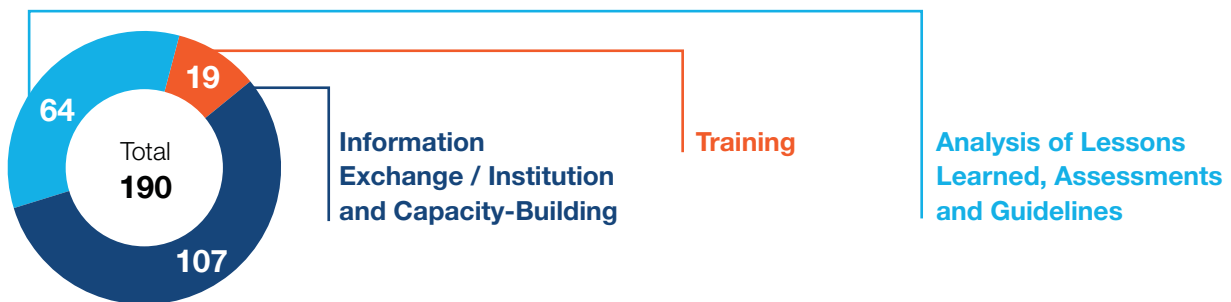 19
64
Total
190
107
Information
Exchange / Institution
and Capacity-Building
Training
Analysis of Lessons
Learned, Assessments
and Guidelines